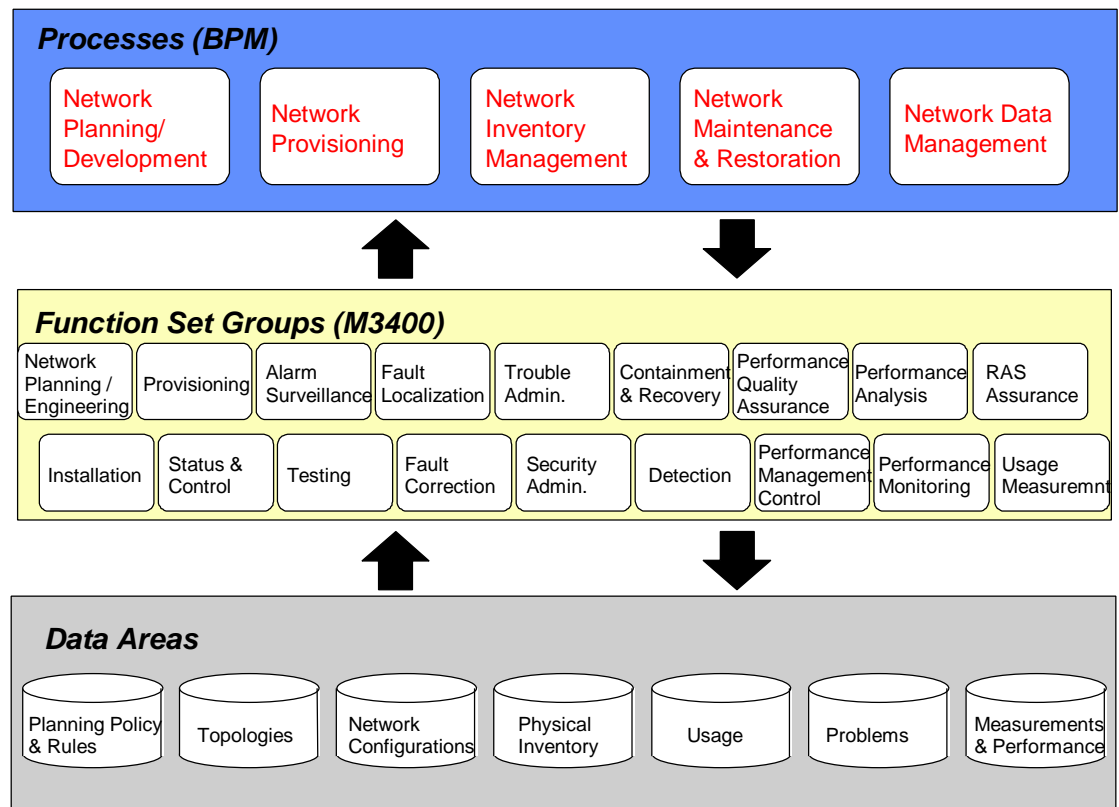 Processes (BPM)
Network
Planning/
Development
Network
Provisioning
Network
Inventory
Management
Network
Maintenance
& Restoration
Network Data
Management
Function Set Groups (M3400)
Network
Planning /
Engineering
Provisioning
Alarm
Surveillance
Fault
Localization
Trouble
Admin.
Containment
& Recovery
Performance
Quality
Assurance
Performance
Analysis
RAS
Assurance
Installation
Status &
Control
Testing
Fault
Correction
Security
Admin.
Detection
Performance
Management
Control
Performance
Monitoring
Usage
Measuremnt
Data Areas
Planning Policy
& Rules
Topologies
Network
Configurations
Physical
Inventory
Usage
Problems
Measurements
& Performance